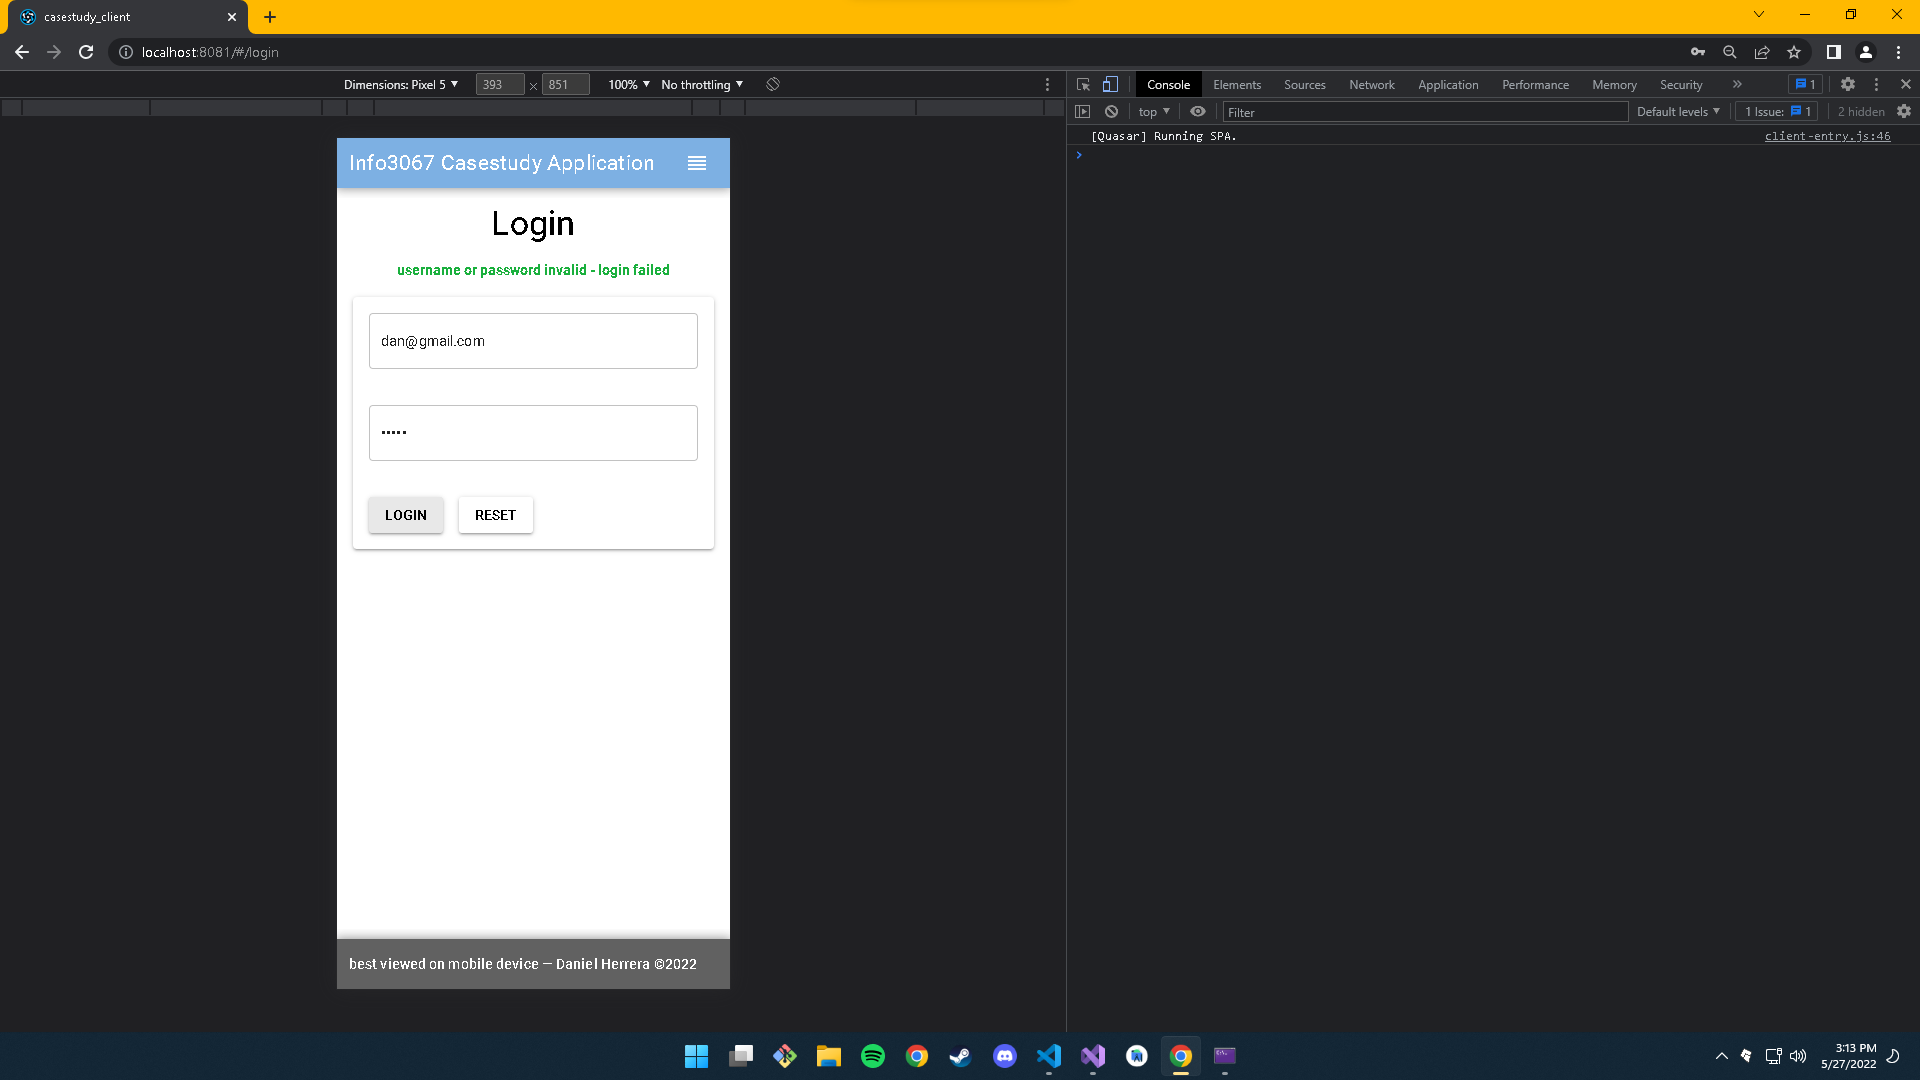 casestudy_client
localhost:8081/#/login
Dimensions: Pixel 5 393 × 851 100% No throttling
Console Elements Sources Network Application Performance Memory Security » 1
top Filter Default levels 1 Issue: 1 2 hidden
[Quasar] Running SPA. client-entry.js:46
Info3067 Casestudy Application
Login
username or password invalid - login failed
dan@gmail.com
•••••
LOGIN RESET
best viewed on mobile device — Daniel Herrera ©2022
3:13 PM
5/27/2022